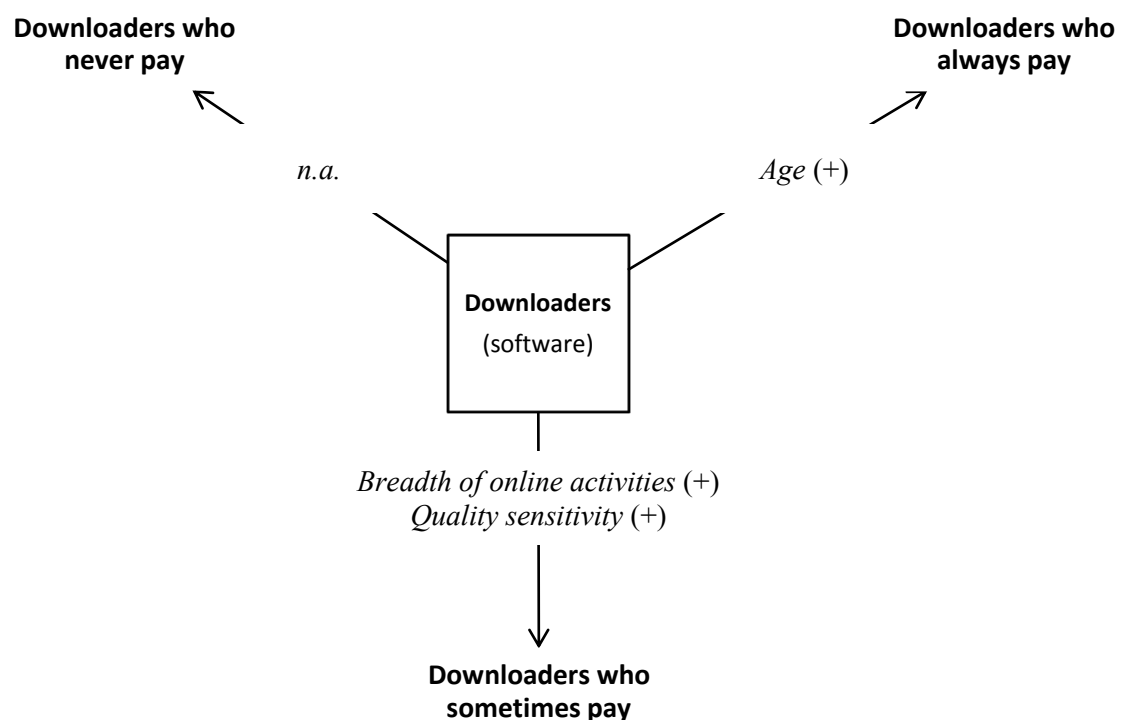 Downloaders who
never pay
Downloaders who
always pay
n.a.
Age (+)
Downloaders
(software)
Breadth of online activities (+)
Quality sensitivity (+)
Downloaders who
sometimes pay